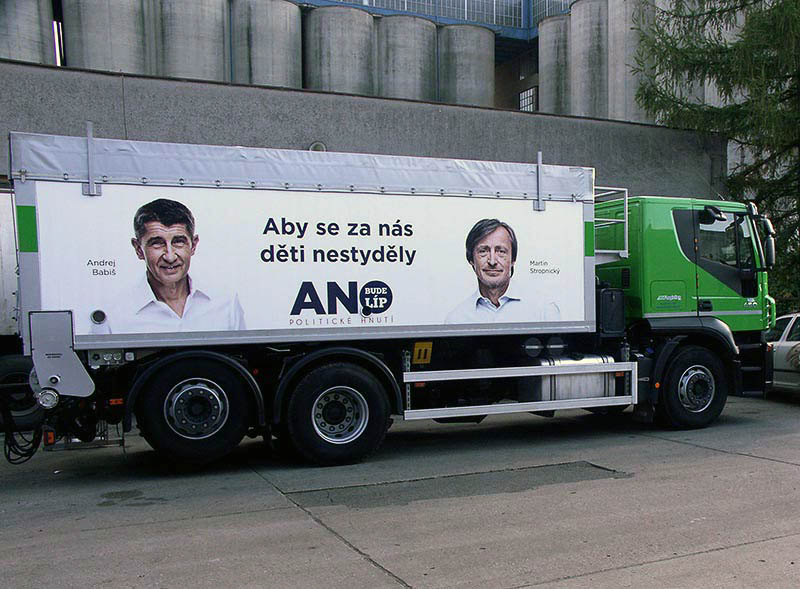 Andrej
Babiš
Aby se za nás
děti nestyděly
Martin
Stropnický
ANO
BUDE
LÍP
POLITICKÉ HNUTÍ